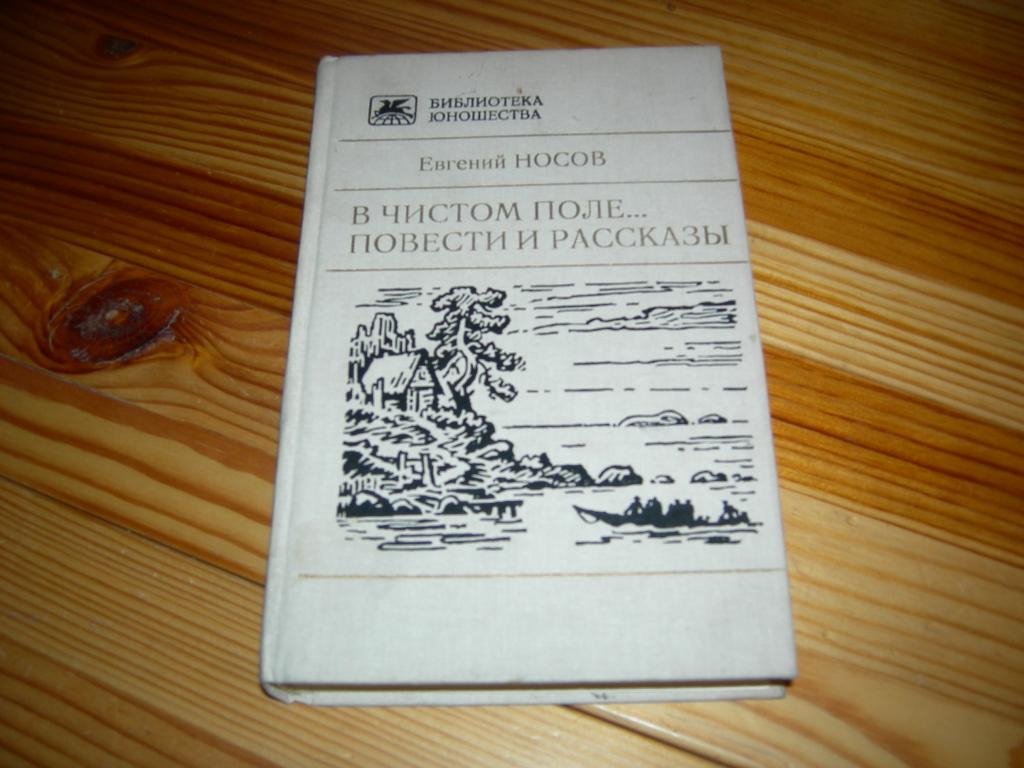 БИБЛИОТЕКА
ЮНОШЕСТВА
Евгений НОСОВ
В ЧИСТОМ ПОЛЕ...
ПОВЕСТИ И РАССКАЗЫ